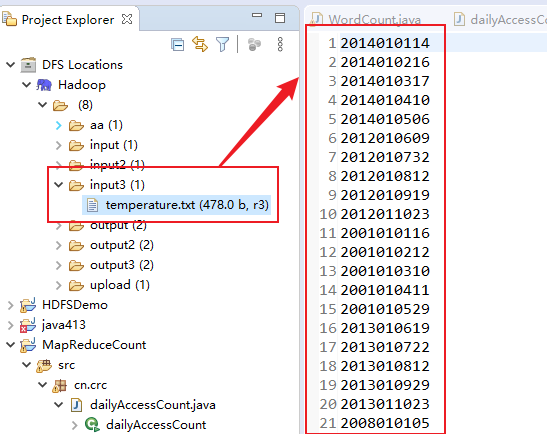 Project Explorer
DFS Locations
Hadoop
(8)
aa (1)
input (1)
input2 (1)
input3 (1)
temperature.txt (478.0 b, r3)
output (2)
output2 (2)
output3 (2)
upload (1)
HDFSDemo
java413
MapReduceCount
src
cn.crc
dailyAccessCount.java
dailyAccessCount
WordCount.java
dailyAccessC
1 2014010114
2 2014010216
3 2014010317
4 2014010410
5 2014010506
6 2012010609
7 2012010732
8 2012010812
9 2012010919
10 2012011023
11 2001010116
12 2001010212
13 2001010310
14 2001010411
15 2001010529
16 2013010619
17 2013010722
18 2013010812
19 2013010929
20 2013011023
21 2008010105